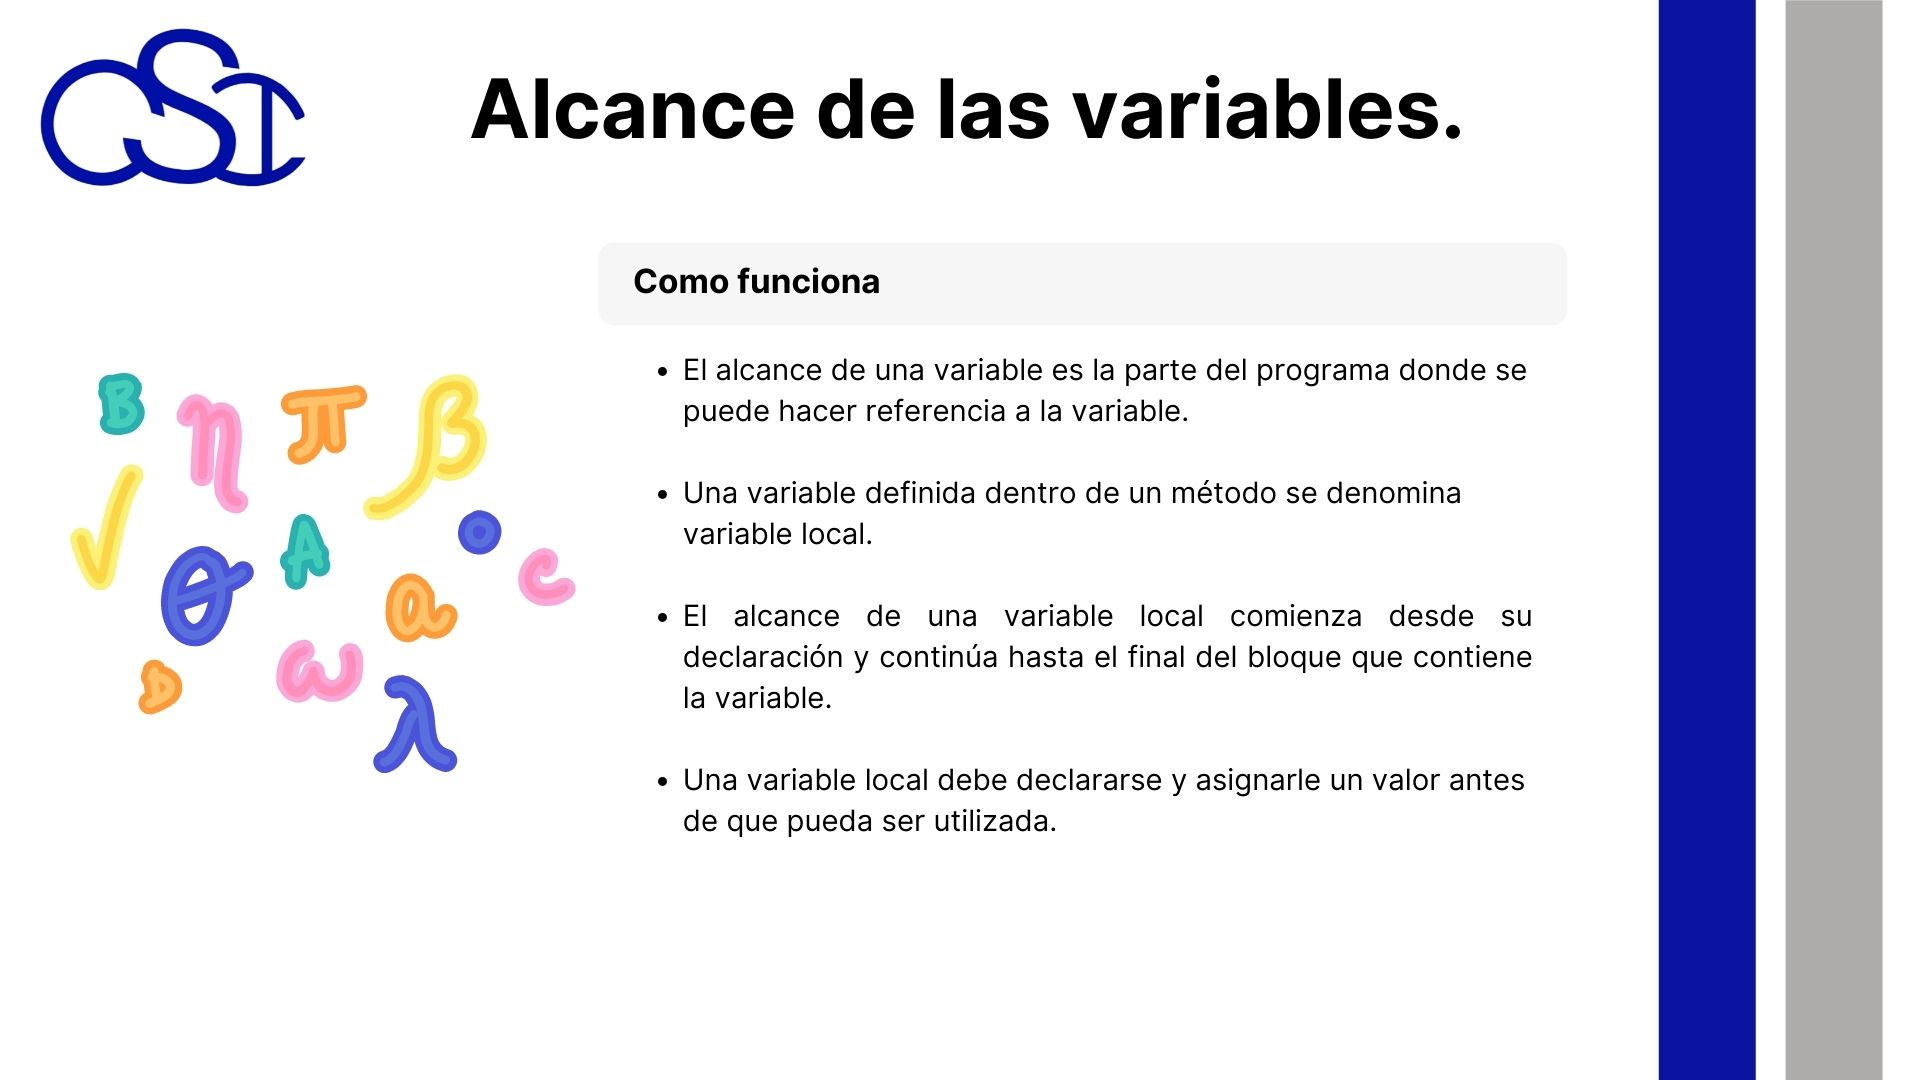 CSI
Alcance de las variables.
Como funciona
• El alcance de una variable es la parte del programa donde se
puede hacer referencia a la variable.
• Una variable definida dentro de un método se denomina
variable local.
• El alcance de una variable local comienza desde su
declaración y continúa hasta el final del bloque que contiene
la variable.
• Una variable local debe declararse y asignarle un valor antes
de que pueda ser utilizada.
B η π β
√ θ A o c
a
D ω λ